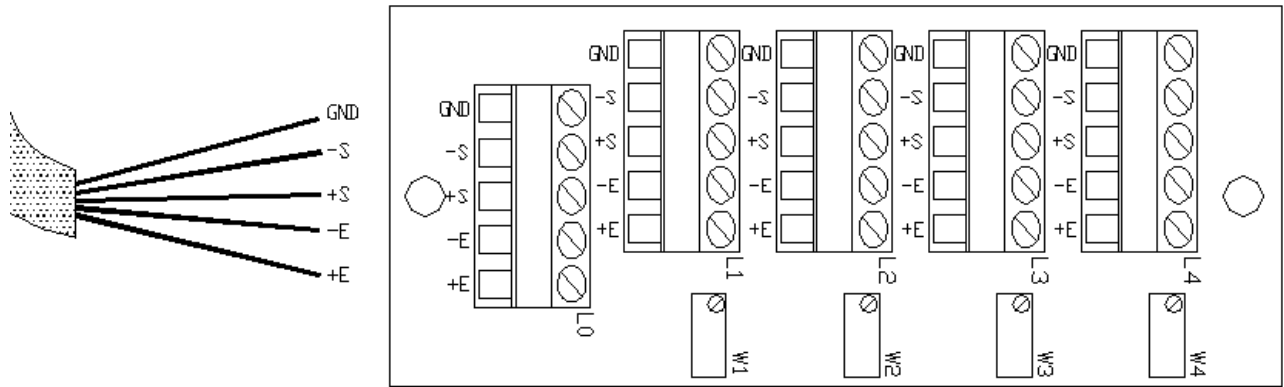 GND
-S
+S
-E
+E
GND
-S
+S
-E
+E
L0
GND
-S
+S
-E
+E
L1
GND
-S
+S
-E
+E
L2
GND
-S
+S
-E
+E
L3
GND
-S
+S
-E
+E
L4
W1
W2
W3
W4